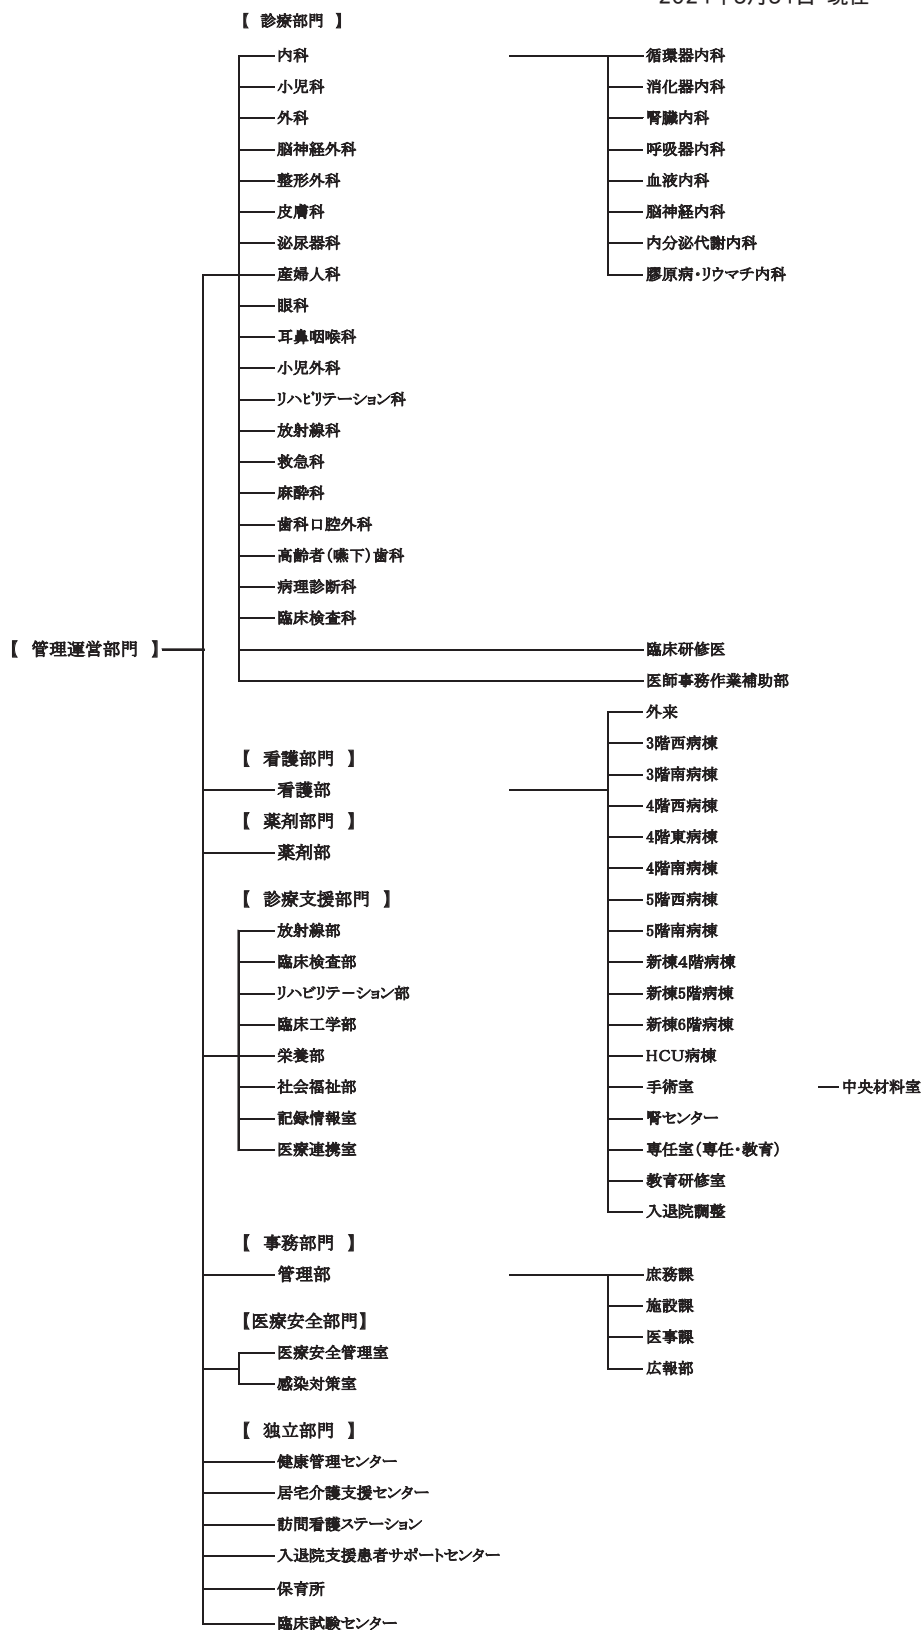 【 診療部門 】
内科
小児科
外科
脳神経外科
整形外科
皮膚科
泌尿器科
産婦人科
眼科
耳鼻咽喉科
小児外科
リハビリテーション科
放射線科
救急科
麻酔科
歯科口腔外科
高齢者(嚥下)歯科
病理診断科
臨床検査科
循環器内科
消化器内科
腎臓内科
呼吸器内科
血液内科
脳神経内科
内分泌代謝内科
膠原病・リウマチ内科
【 管理運営部門 】
臨床研修医
医師事務作業補助部
【 看護部門 】
看護部
外来
3階西病棟
3階南病棟
4階西病棟
4階東病棟
4階南病棟
5階西病棟
5階南病棟
新棟4階病棟
新棟5階病棟
新棟6階病棟
HCU病棟
手術室
中央材料室
腎センター
専任室(専任・教育)
教育研修室
入退院調整
【 薬剤部門 】
薬剤部
【 診療支援部門 】
放射線部
臨床検査部
リハビリテーション部
臨床工学部
栄養部
社会福祉部
記録情報室
医療連携室
【 事務部門 】
管理部
庶務課
施設課
医事課
広報部
【医療安全部門】
医療安全管理室
感染対策室
【 独立部門 】
健康管理センター
居宅介護支援センター
訪問看護ステーション
入退院支援患者サポートセンター
保育所
臨床試験センター